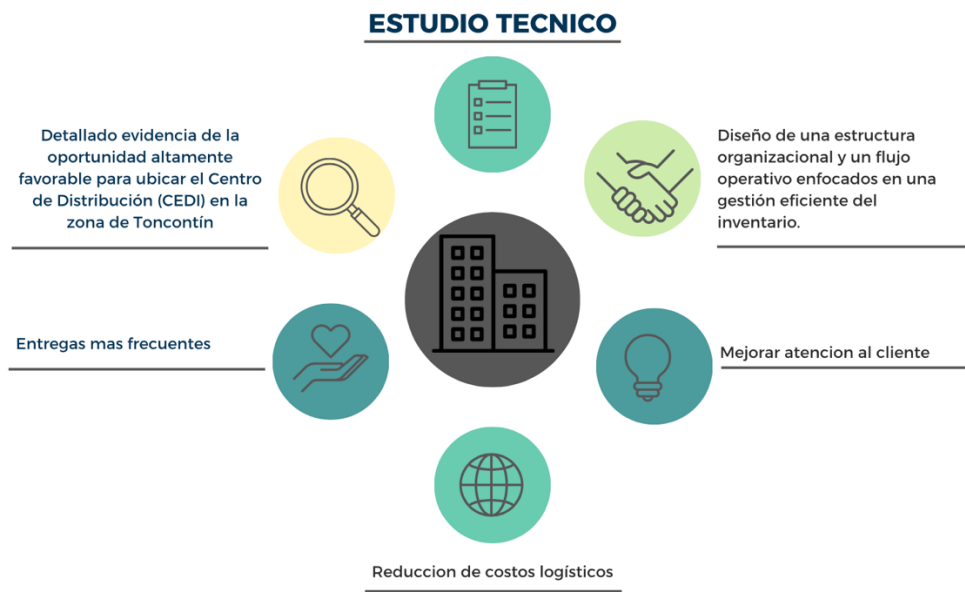 ESTUDIO TECNICO
Detallado evidencia de la
oportunidad altamente
favorable para ubicar el Centro
de Distribución (CEDI) en la
zona de Toncontín
Diseño de una estructura
organizacional y un flujo
operativo enfocados en una
gestión eficiente del
inventario.
Entregas mas frecuentes
Mejorar atencion al cliente
Reduccion de costos logísticos